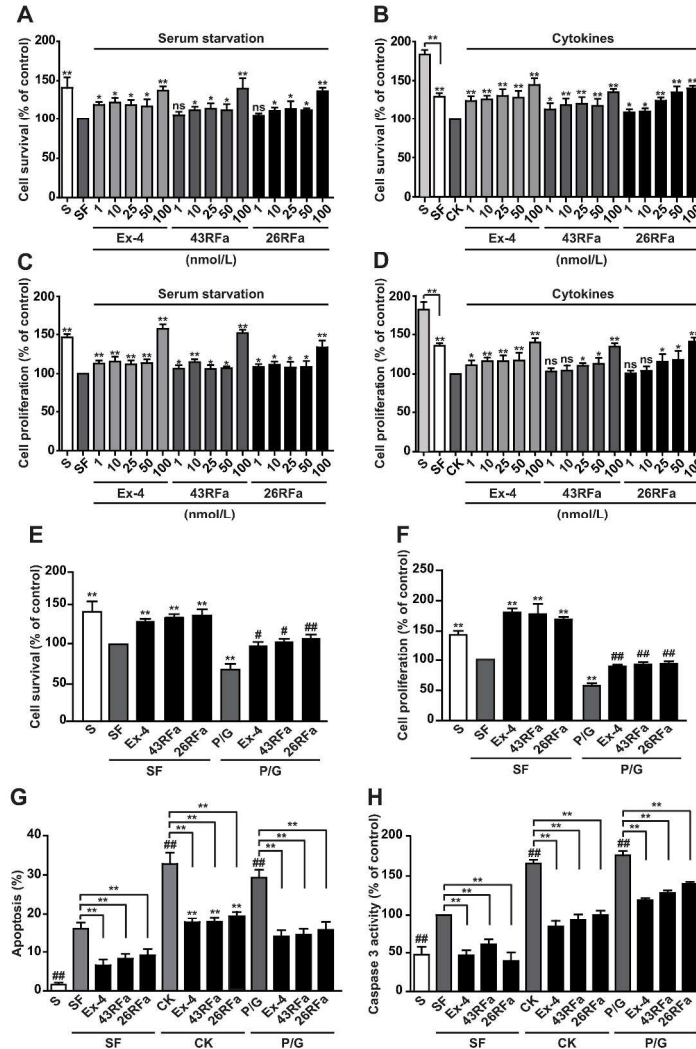 A
Serum starvation
Cell survival (% of control)
200
150
100
50
0
** ** * * * * ** ns * * * ** ns * * * **
S SF 1 10 25 50 100 1 10 25 50 100 1 10 25 50 100
Ex-4 43RFa 26RFa
(nmol/L)
B
Cytokines
Cell survival (% of control)
200
150
100
50
0
**
** ** ** ** ** ** * ** ** ** ** * * ** ** **
S SF CK 1 10 25 50 100 1 10 25 50 100 1 10 25 50 100
Ex-4 43RFa 26RFa
(nmol/L)
C
Serum starvation
Cell proliferation (% of control)
200
150
100
50
0
** ** ** ** ** ** * ** * * ** * * * * **
S SF 1 10 25 50 100 1 10 25 50 100 1 10 25 50 100
Ex-4 43RFa 26RFa
(nmol/L)
D
Cytokines
Cell proliferation (% of control)
200
150
100
50
0
**
** * ** ** ** ** ns ns * * ** ns ns * * **
S SF CK 1 10 25 50 100 1 10 25 50 100 1 10 25 50 100
Ex-4 43RFa 26RFa
(nmol/L)
E
Cell survival (% of control)
200
150
100
50
0
** ** ** ** ** # # ##
S SF Ex-4 43RFa 26RFa P/G Ex-4 43RFa 26RFa
SF P/G
F
Cell proliferation (% of control)
250
200
150
100
50
0
** ** ** ** ** ## ## ##
S SF Ex-4 43RFa 26RFa P/G Ex-4 43RFa 26RFa
SF P/G
G
Apoptosis (%)
40
30
20
10
0
** ** **
** ** **
** ** **
## ## ** ** ** ##
S SF Ex-4 43RFa 26RFa CK Ex-4 43RFa 26RFa P/G Ex-4 43RFa 26RFa
SF CK P/G
H
Caspase 3 activity (% of control)
200
150
100
50
0
** ** **
** ** **
** ** **
## ## ##
S SF Ex-4 43RFa 26RFa CK Ex-4 43RFa 26RFa P/G Ex-4 43RFa 26RFa
SF CK P/G